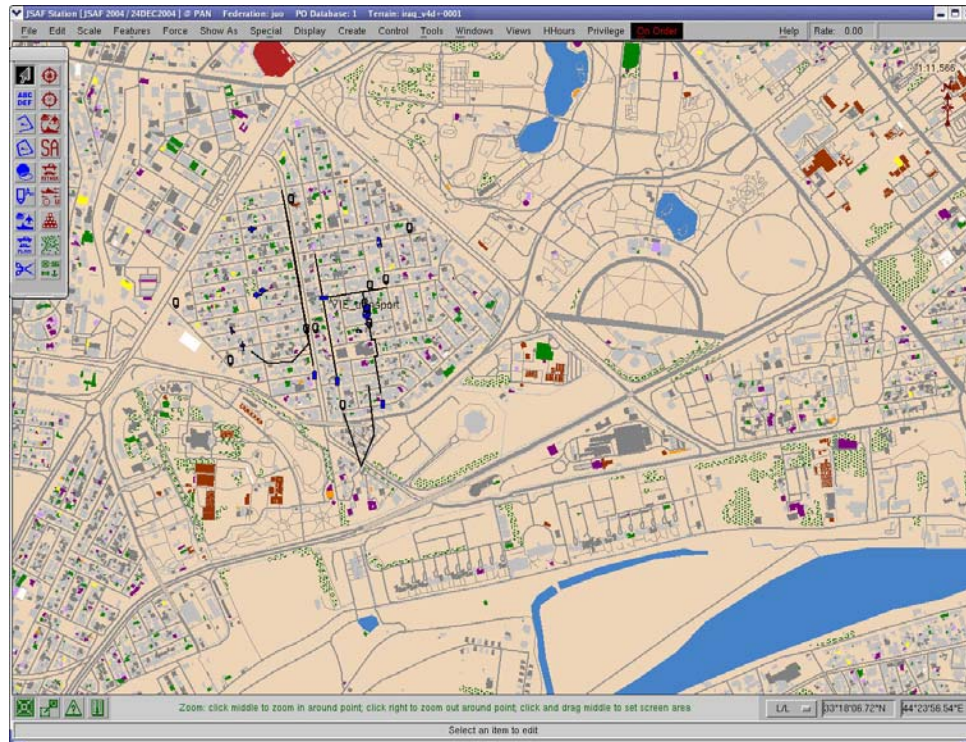 JSAF Station [JSAF 2004 / 24DEC2004] @ PAN Federation: juo PO Database: 1 Terrain: iraq_v4d+-0001
File Edit Scale Features Force Show As Special Display Create Control Tools Windows Views HHours Privilege On Order Help Rate: 0.00
1:11,566
ABC
DEF
SA
VIE_transport
PLAN
Zoom: click middle to zoom in around point; click right to zoom out around point; click and drag middle to set screen area
L/L 33°18'06.72"N 44°23'56.54"E
Select an item to edit